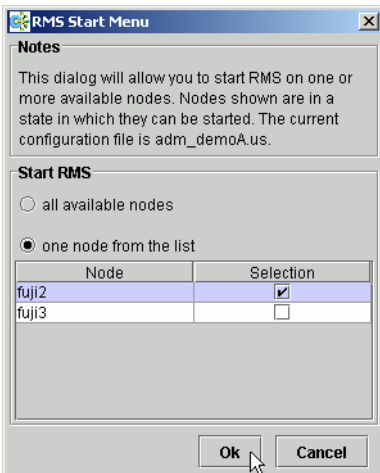 RMS Start Menu
Notes
This dialog will allow you to start RMS on one or
more available nodes. Nodes shown are in a
state in which they can be started. The current
configuration file is adm_demoA.us.
Start RMS
all available nodes
one node from the list
Node Selection
fuji2
fuji3
Ok Cancel